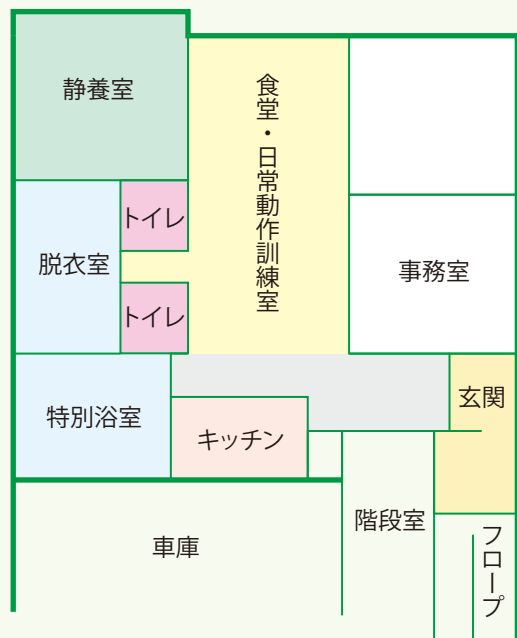 静養室
食堂・日常動作訓練室
トイレ
脱衣室
事務室
トイレ
玄関
特別浴室
キッチン
階段室
車庫
フロープ